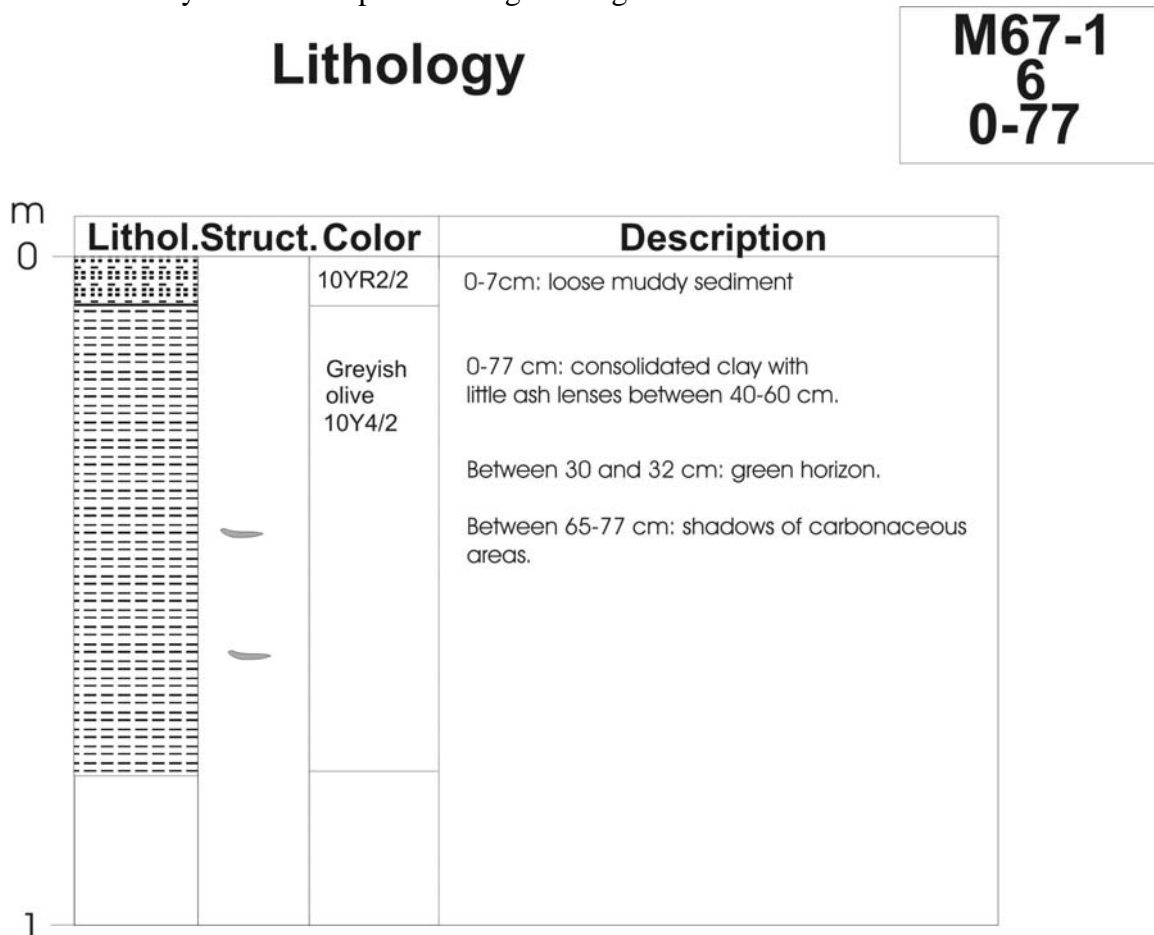 Lithology
M67-1
6
0-77
m
Lithol. Struct. Color Description
0
10YR2/2 0-7cm: loose muddy sediment
Greyish
olive
10Y4/2
0-77 cm: consolidated clay with
little ash lenses between 40-60 cm.
Between 30 and 32 cm: green horizon.
Between 65-77 cm: shadows of carbonaceous
areas.
1